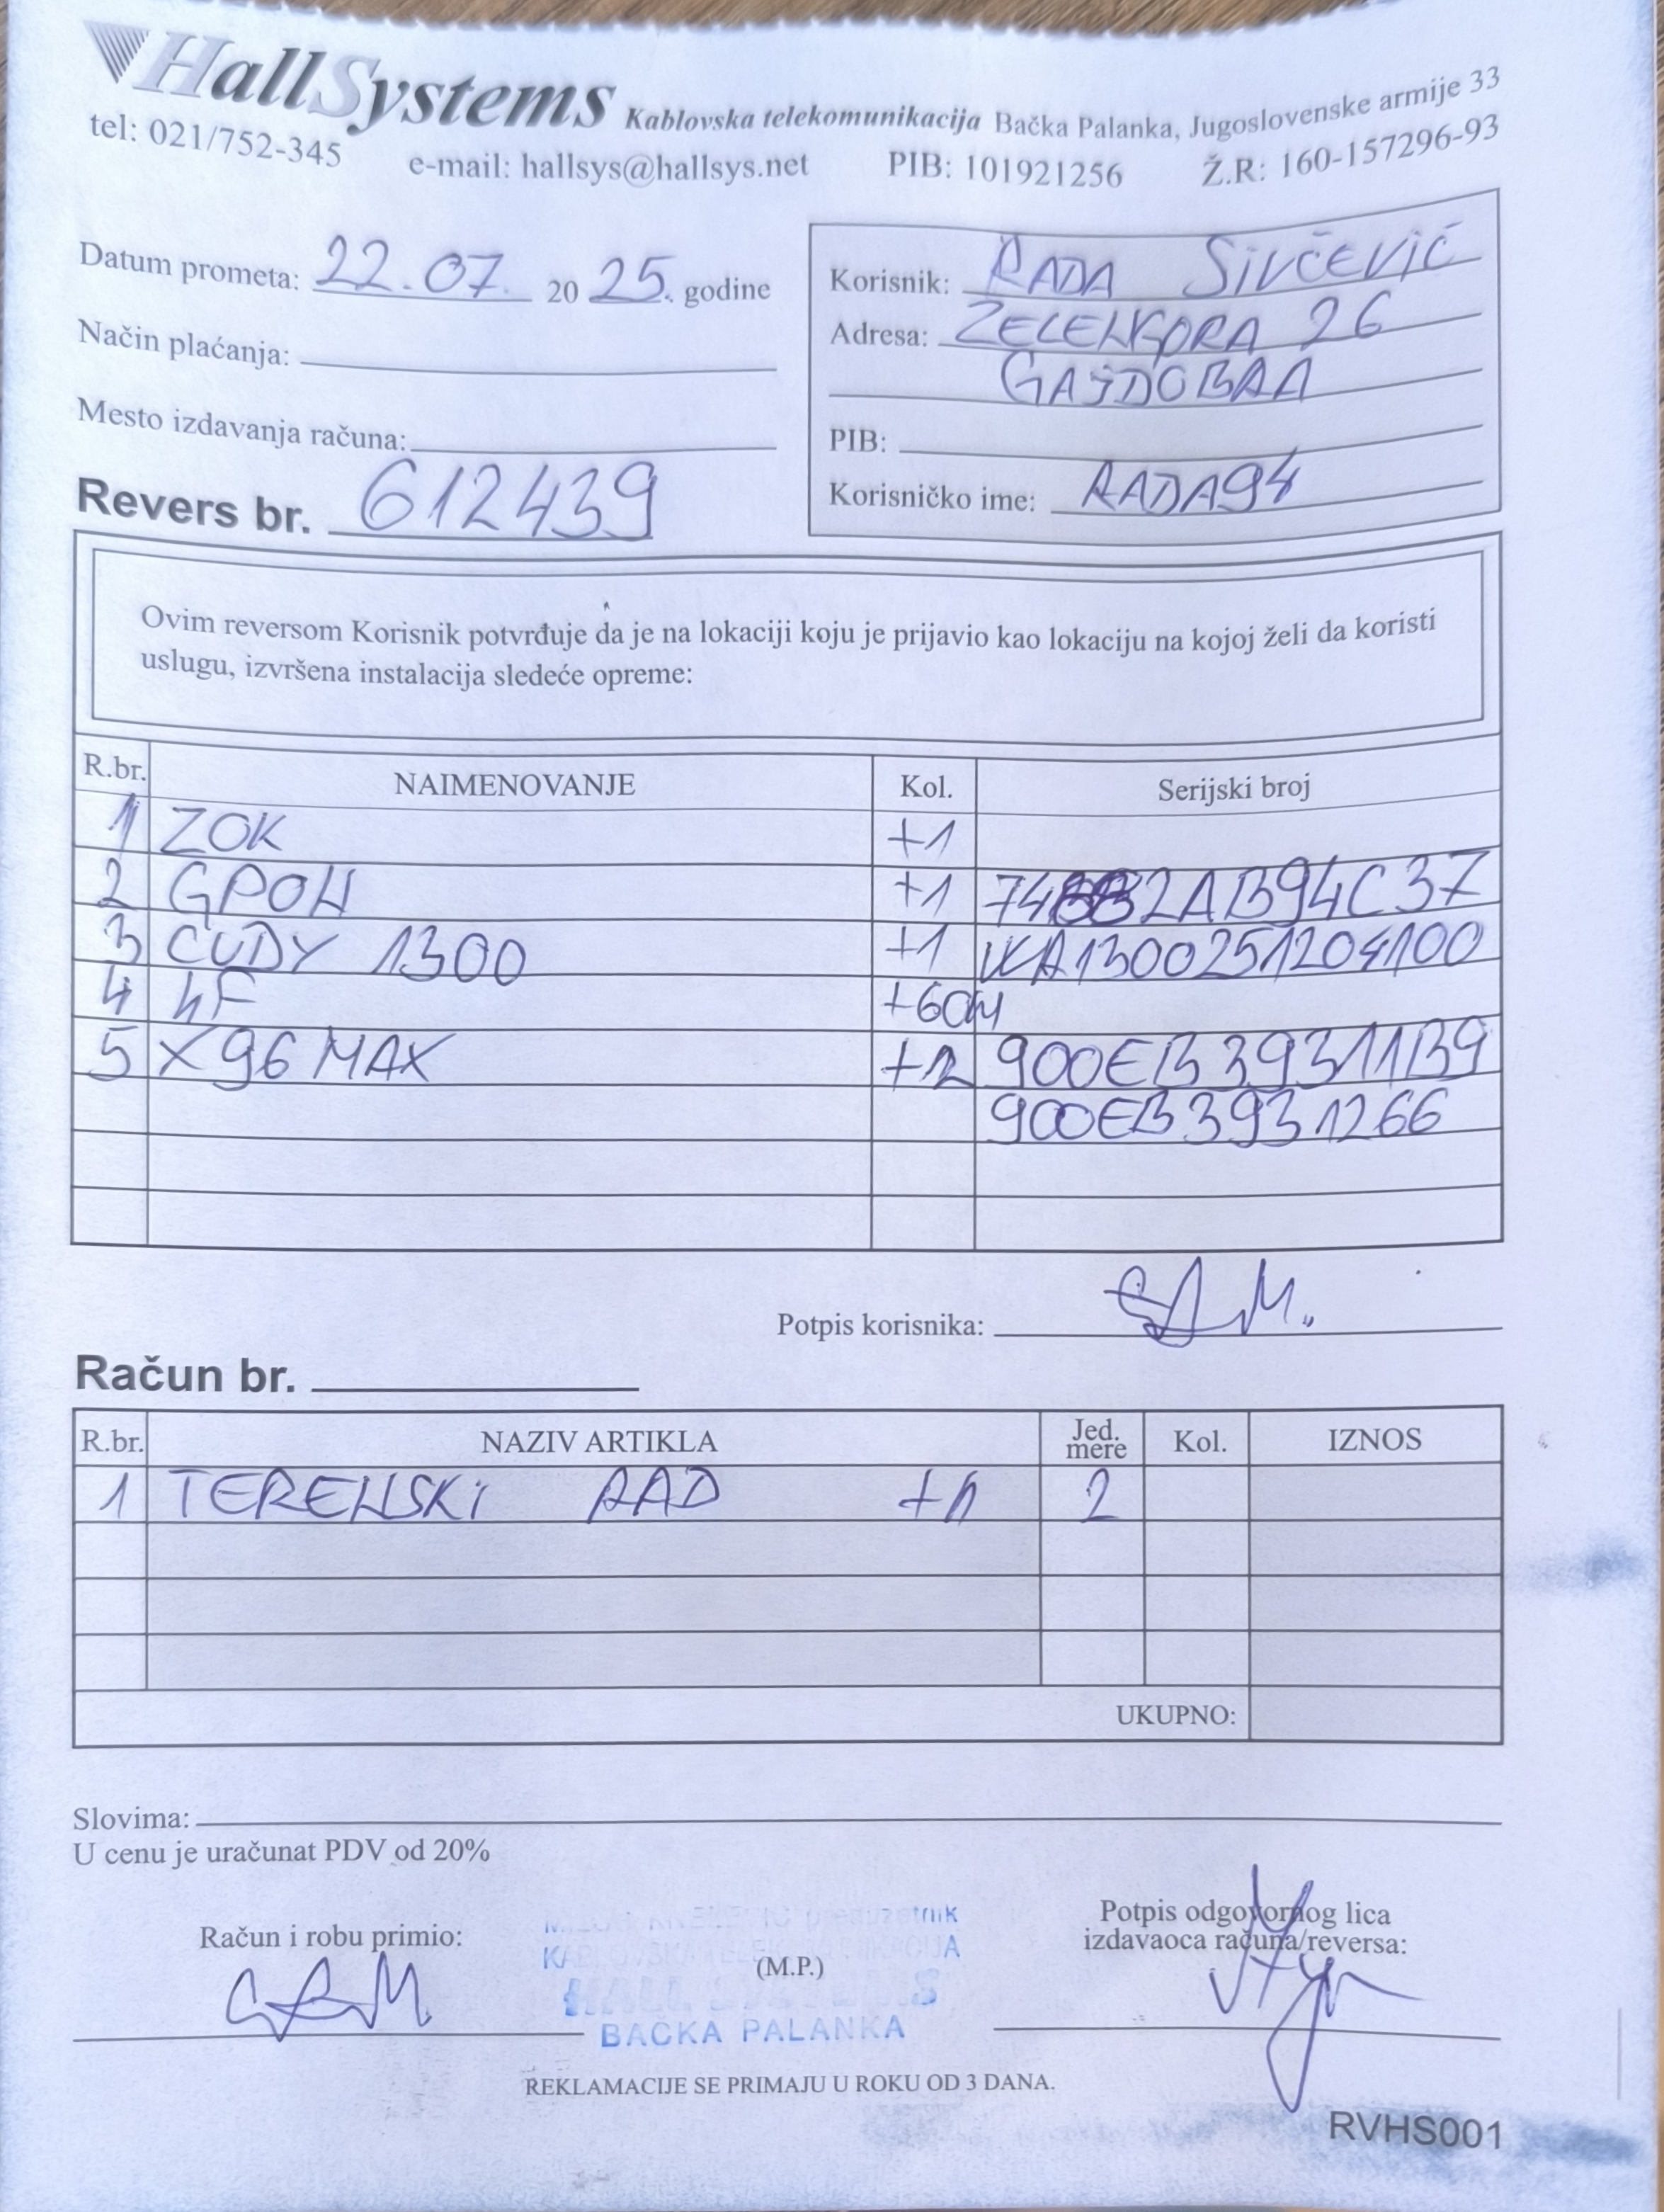 HallSystems Kablovska telekomunikacija Bačka Palanka, Jugoslovenske armije 33
tel: 021/752-345 e-mail: hallsys@hallsys.net PIB: 101921256 Ž.R: 160-157296-93
Datum prometa: 22.07. 20 25. godine
Način plaćanja:
Mesto izdavanja računa:
Revers br. 612439
Korisnik: RADA SIVČEVIĆ
Adresa: ZELENGORA 26
GAJDOBRA
PIB:
Korisničko ime: RADA94
Ovim reversom Korisnik potvrđuje da je na lokaciji koju je prijavio kao lokaciju na kojoj želi da koristi
uslugu, izvršena instalacija sledeće opreme:
R.br. NAIMENOVANJE Kol. Serijski broj
1 ZOK +1
2 GPON +1
3 CUDY 1300 +1 WA1300251204100
4 hF +60M
5 X96 MAX +2 900EB39311B9
900EB3931266
Potpis korisnika:
Račun br.
R.br. NAZIV ARTIKLA Jed. mere Kol. IZNOS
1 TERENSKI RAD +1 2
UKUPNO:
Slovima:
U cenu je uračunat PDV od 20%
Račun i robu primio:
(M.P.)
BAČKA PALANKA
Potpis odgovornog lica
izdavaoca računa/reversa:
REKLAMACIJE SE PRIMAJU U ROKU OD 3 DANA.
RVHS001